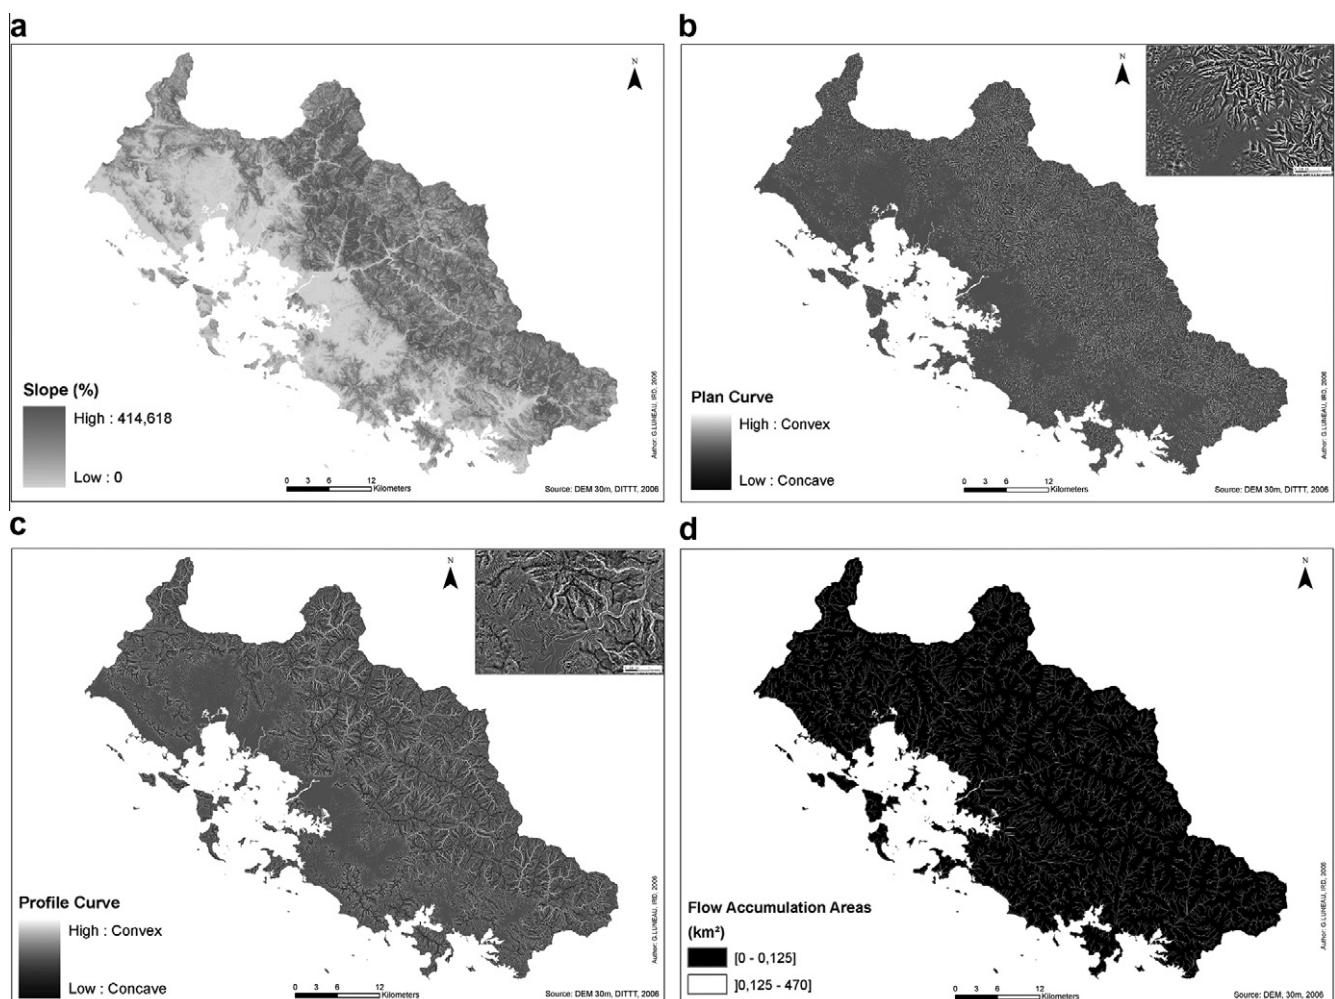 a
N
Slope (%)
High : 414,618
Low : 0
0 3 6 12
Kilometers
Source: DEM 30m, DITTT, 2006
Author: G.LUNEAU, IRD, 2006
b
N
Plan Curve
High : Convex
Low : Concave
0 3 6 12
Kilometers
Source: DEM 30m, DITTT, 2006
Author: G.LUNEAU, IRD, 2006
c
N
Profile Curve
High : Convex
Low : Concave
0 3 6 12
Kilometers
Source: DEM 30m, DITTT, 2006
Author: G.LUNEAU, IRD, 2006
d
N
Flow Accumulation Areas
(km²)
[0 - 0,125]
]0,125 - 470]
0 3 6 12
Kilometers
Source: DEM, 30m, DITTT, 2006
Author: G.LUNEAU, IRD, 2006